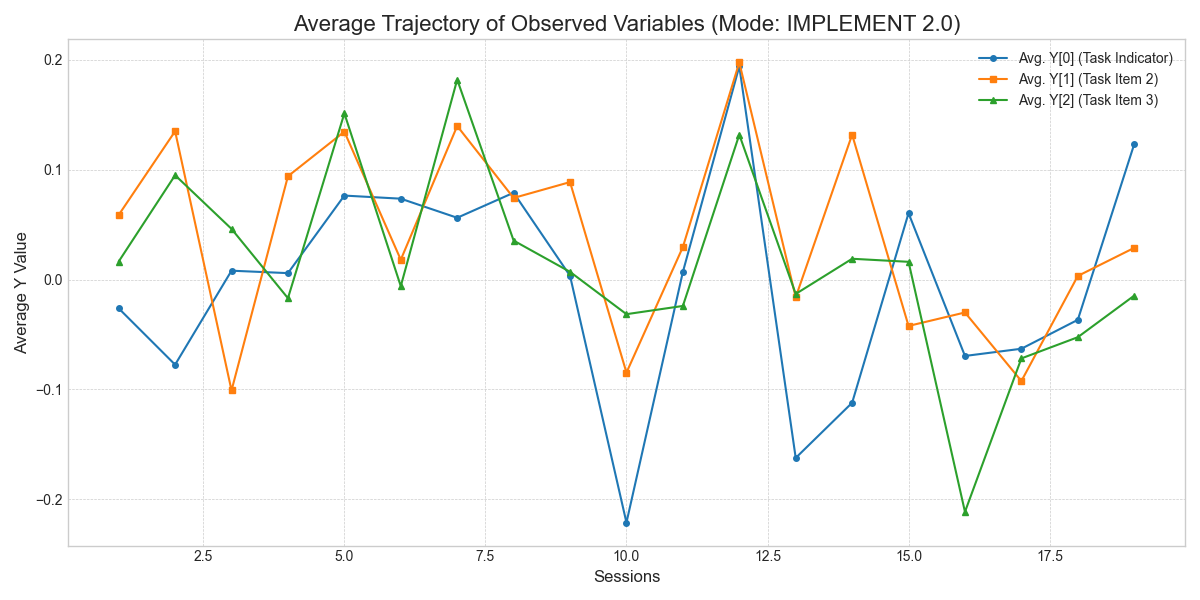 Average Trajectory of Observed Variables (Mode: IMPLEMENT 2.0)
Avg. Y[0] (Task Indicator)
Avg. Y[1] (Task Item 2)
Avg. Y[2] (Task Item 3)
Average Y Value
0.2
0.1
0.0
−0.1
−0.2
2.5 5.0 7.5 10.0 12.5 15.0 17.5
Sessions